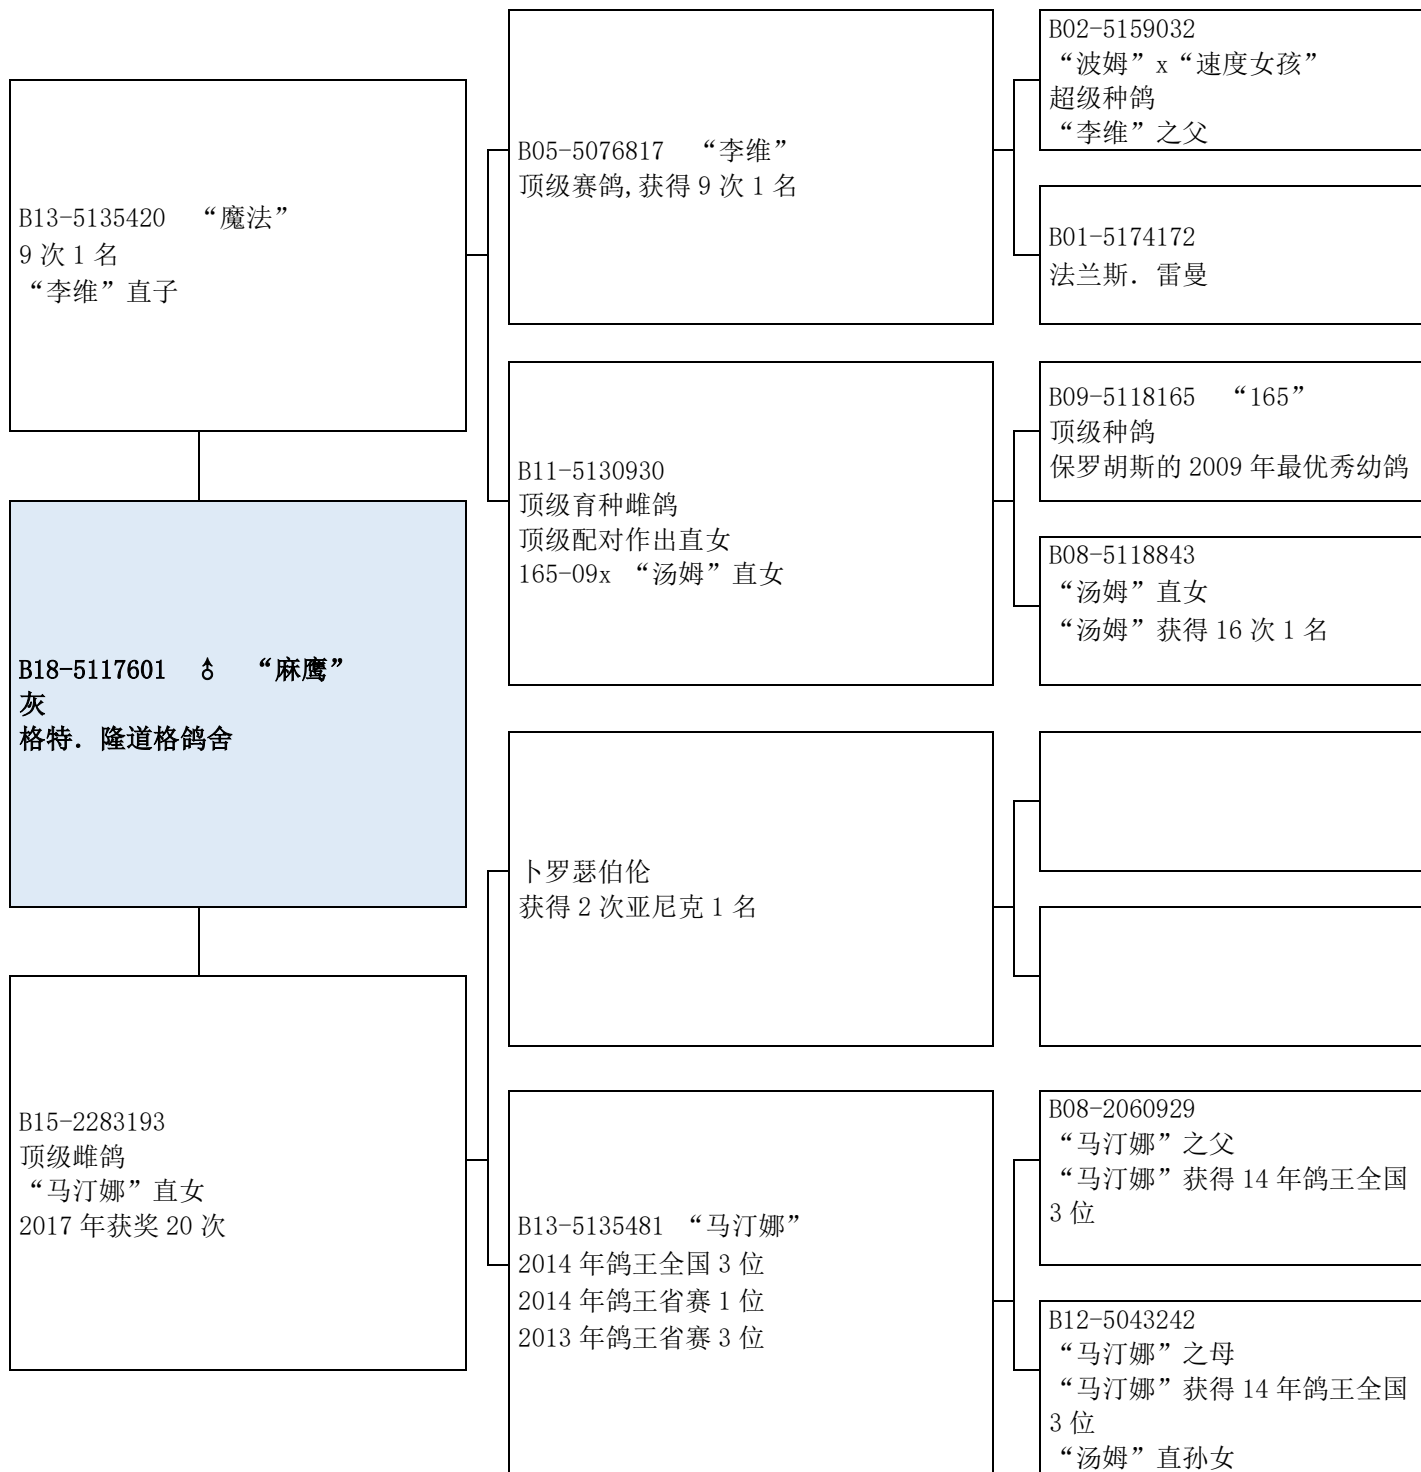 B13-5135420 “魔法”
9 次 1 名
“李维”直子
B18-5117601 ♂ “麻鹰”
灰
格特．隆道格鸽舍
B15-2283193
顶级雌鸽
“马汀娜”直女
2017 年获奖 20 次
B05-5076817 “李维”
顶级赛鸽,获得 9 次 1 名
B11-5130930
顶级育种雌鸽
顶级配对作出直女
165-09x “汤姆”直女
卜罗瑟伯伦
获得 2 次亚尼克 1 名
B13-5135481 “马汀娜”
2014 年鸽王全国 3 位
2014 年鸽王省赛 1 位
2013 年鸽王省赛 3 位
B02-5159032
“波姆”x“速度女孩”
超级种鸽
“李维”之父
B01-5174172
法兰斯．雷曼
B09-5118165 “165”
顶级种鸽
保罗胡斯的 2009 年最优秀幼鸽
B08-5118843
“汤姆”直女
“汤姆”获得 16 次 1 名
B08-2060929
“马汀娜”之父
“马汀娜”获得 14 年鸽王全国
3 位
B12-5043242
“马汀娜”之母
“马汀娜”获得 14 年鸽王全国
3 位
“汤姆”直孙女